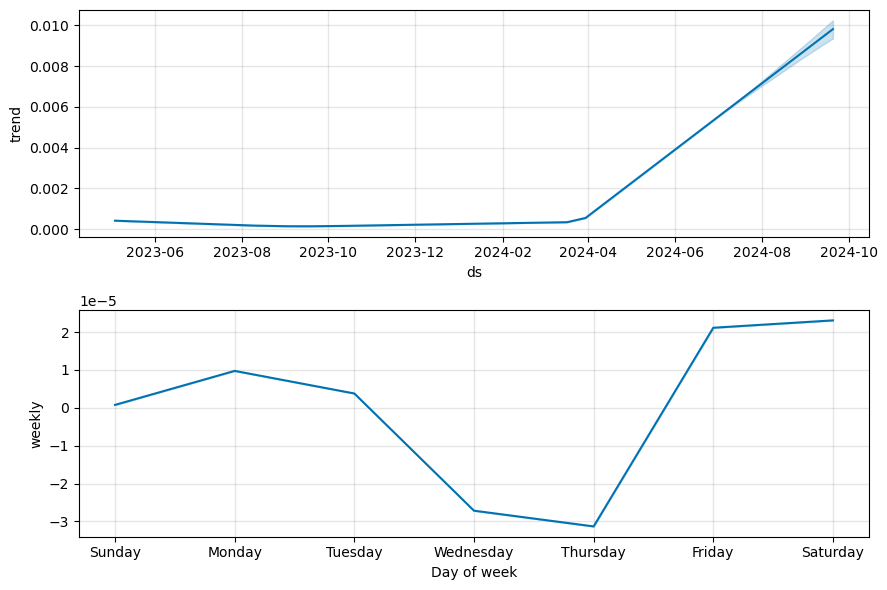 0.010
0.008
0.006
0.004
0.002
0.000
trend
2023-06 2023-08 2023-10 2023-12 2024-02 2024-04 2024-06 2024-08 2024-10
ds
1e−5
2
1
0
−1
−2
−3
weekly
Sunday Monday Tuesday Wednesday Thursday Friday Saturday
Day of week